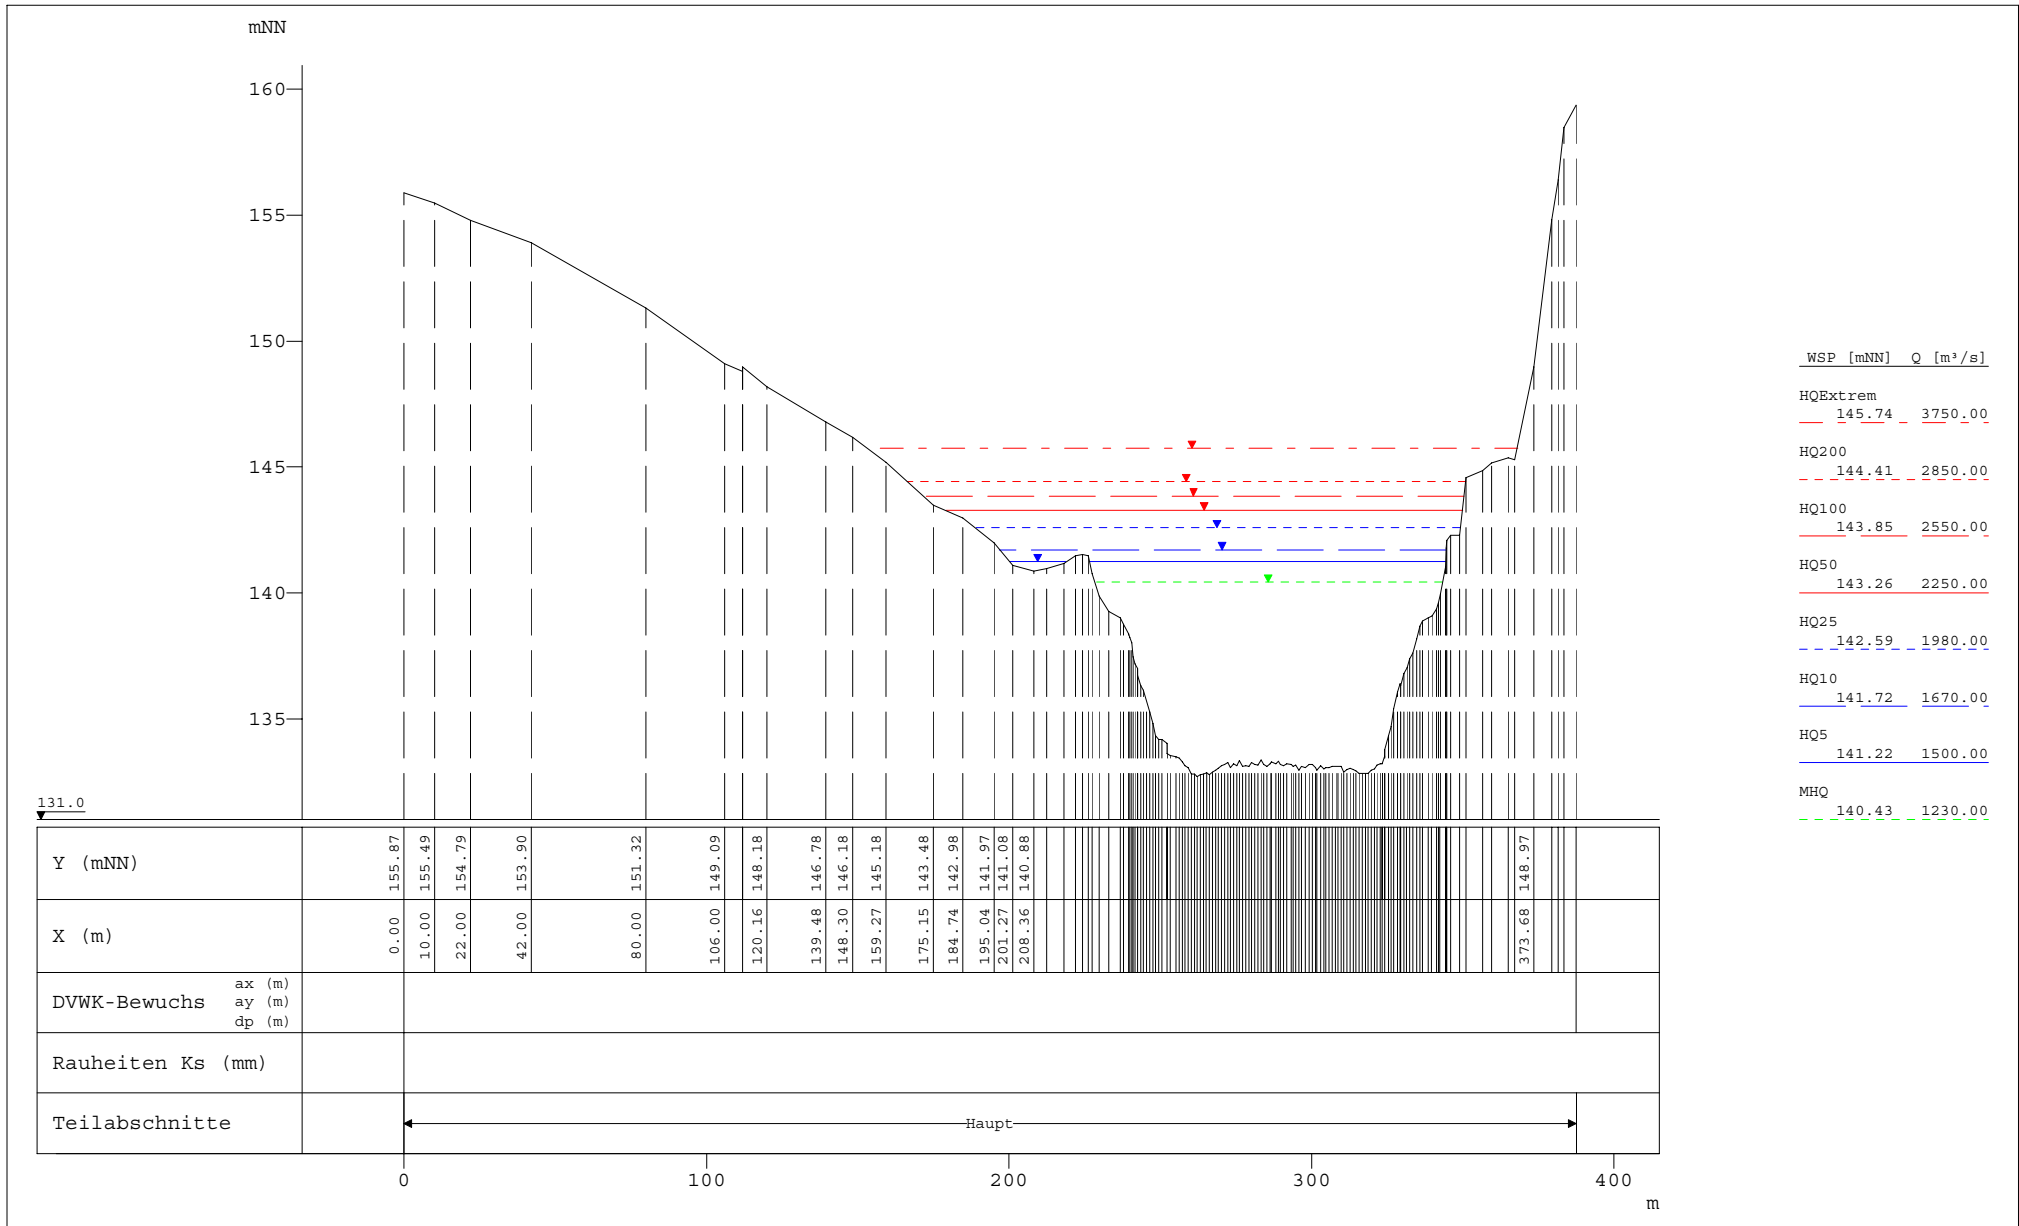 mNN
160
155
150
145
140
135
131.0
WSP [mNN] Q [m³/s]
HQExtrem
145.74 3750.00
HQ200
144.41 2850.00
HQ100
143.85 2550.00
HQ50
143.26 2250.00
HQ25
142.59 1980.00
HQ10
141.72 1670.00
HQ5
141.22 1500.00
MHQ
140.43 1230.00
Y (mNN)
155.87 155.49 154.79 153.90 151.32 149.09 148.18 146.78 146.18 145.18 143.48 142.98 141.97 141.08 140.88 148.97
X (m)
0.00 10.00 22.00 42.00 80.00 106.00 120.16 139.48 148.30 159.27 175.15 184.74 195.04 201.27 208.36 373.68
DVWK-Bewuchs
ax (m)
ay (m)
dp (m)
Rauheiten Ks (mm)
Teilabschnitte
Haupt
0 100 200 300 400
m